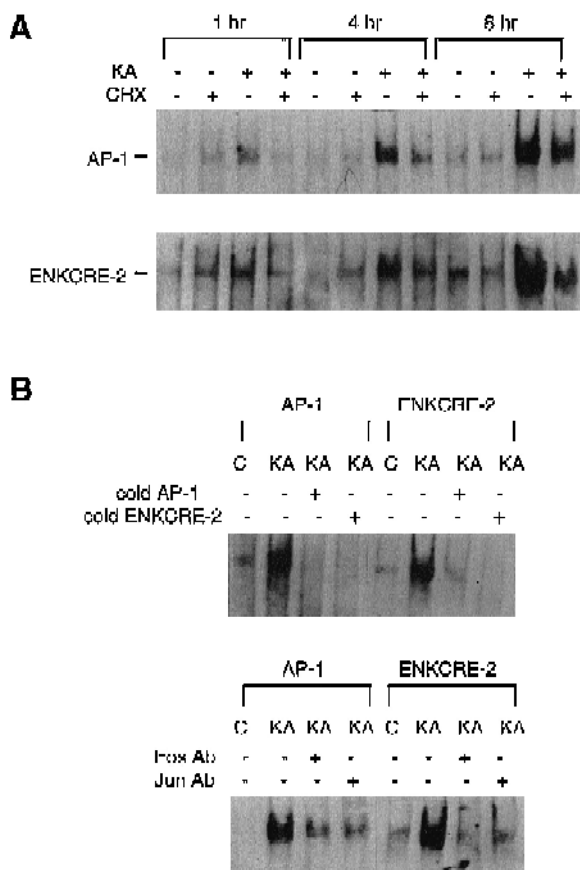 A
1 hr 4 hr 8 hr
KA - - + + - - + + - - + +
CHX - + - + - + - + - + - +
AP-1
ENKCRE-2
B
AP-1 ENKCRE-2
C KA KA KA C KA KA KA
cold AP-1 - - + - - - + -
cold ENKCRE-2 - - - + - - - +
AP-1 ENKCRE-2
C KA KA KA C KA KA KA
Fos Ab - - + - - - + -
Jun Ab - - - + - - - +